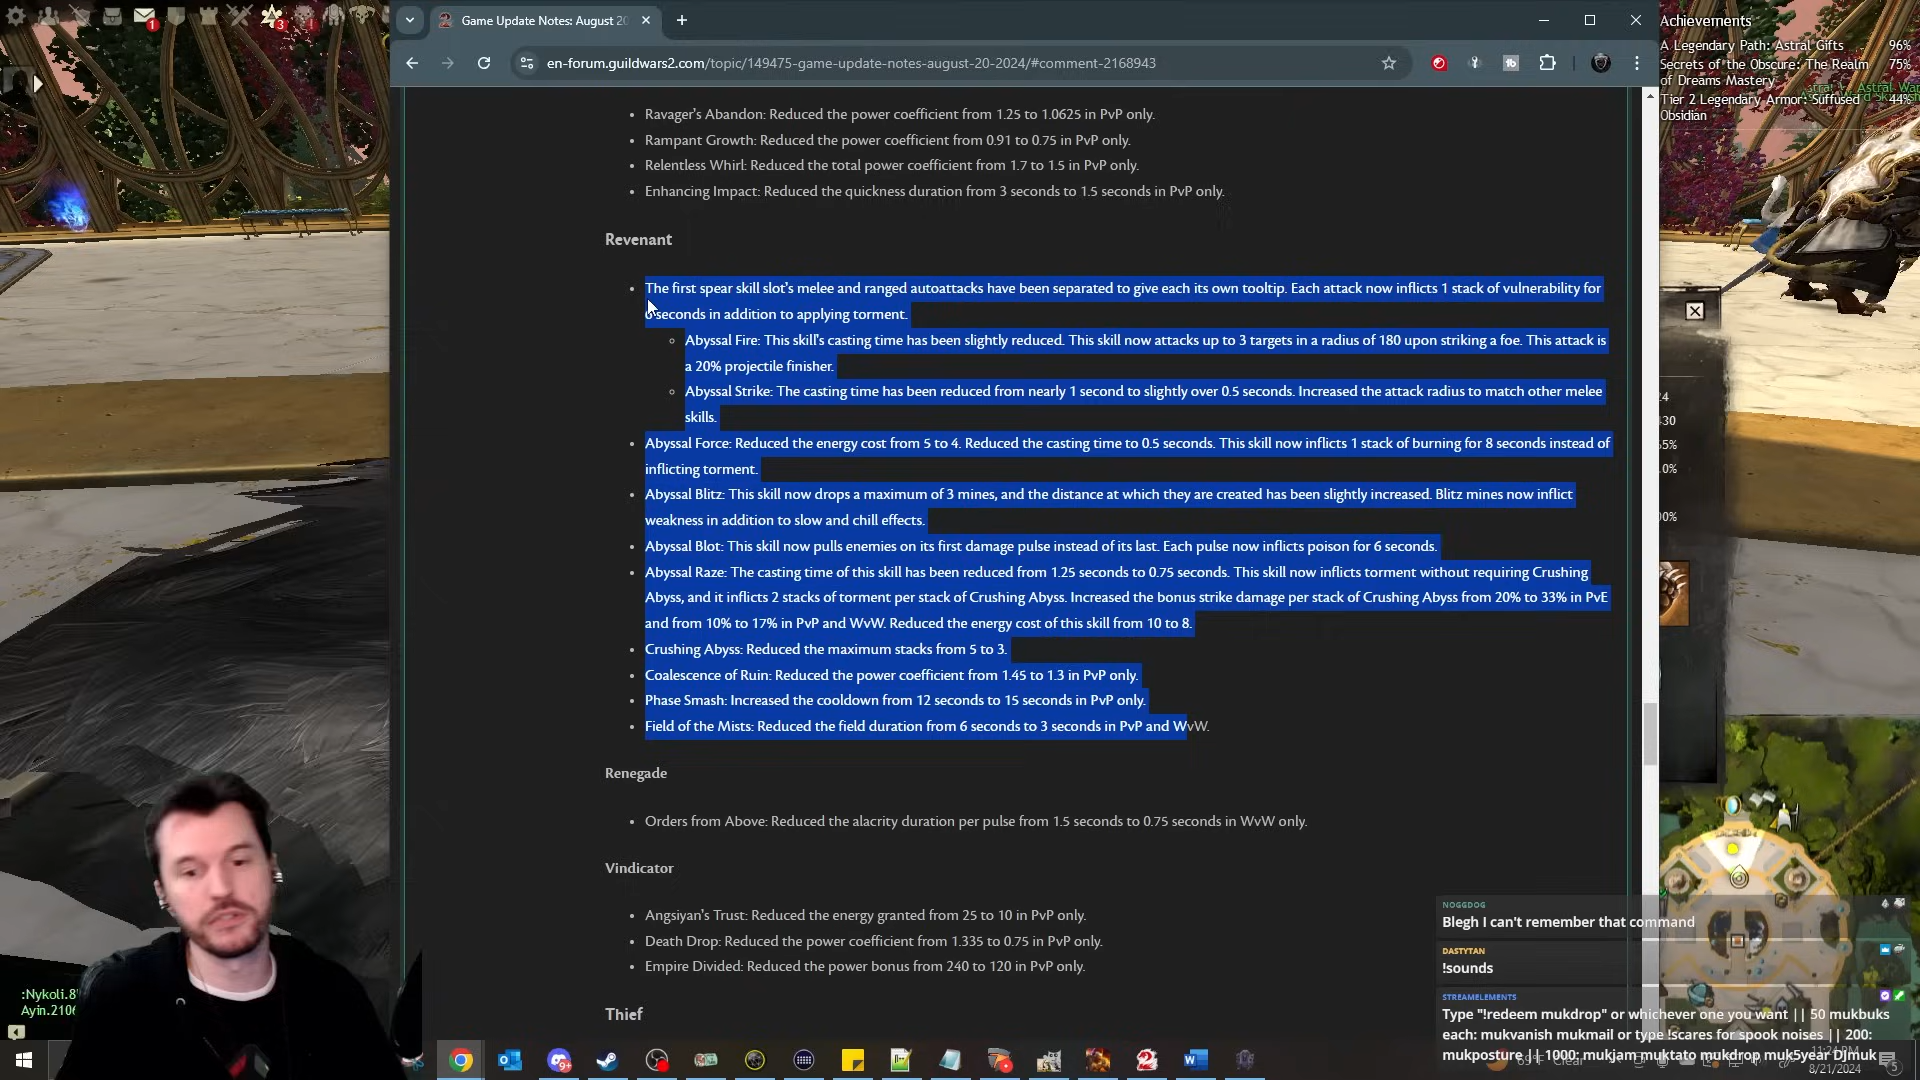 Game Update Notes: August 20
en-forum.guildwars2.com/topic/149475-game-update-notes-august-20-2024/#comment-2168943
Achievements
A Legendary Path: Astral Gifts 96%
Secrets of the Obscure: The Realm of Dreams Mastery 75%
Tier 2 Legendary Armor: Suffused Obsidian 44%
1
3
• Ravager's Abandon: Reduced the power coefficient from 1.25 to 1.0625 in PvP only.
• Rampant Growth: Reduced the power coefficient from 0.91 to 0.75 in PvP only.
• Relentless Whirl: Reduced the total power coefficient from 1.7 to 1.5 in PvP only.
• Enhancing Impact: Reduced the quickness duration from 3 seconds to 1.5 seconds in PvP only.
Revenant
• The first spear skill slot's melee and ranged autoattacks have been separated to give each its own tooltip. Each attack now inflicts 1 stack of vulnerability for
seconds in addition to applying torment.
◦ Abyssal Fire: This skill's casting time has been slightly reduced. This skill now attacks up to 3 targets in a radius of 180 upon striking a foe. This attack is
a 20% projectile finisher.
◦ Abyssal Strike: The casting time has been reduced from nearly 1 second to slightly over 0.5 seconds. Increased the attack radius to match other melee
skills.
• Abyssal Force: Reduced the energy cost from 5 to 4. Reduced the casting time to 0.5 seconds. This skill now inflicts 1 stack of burning for 8 seconds instead of
inflicting torment.
• Abyssal Blitz: This skill now drops a maximum of 3 mines, and the distance at which they are created has been slightly increased. Blitz mines now inflict
weakness in addition to slow and chill effects.
• Abyssal Blot: This skill now pulls enemies on its first damage pulse instead of its last. Each pulse now inflicts poison for 6 seconds.
• Abyssal Raze: The casting time of this skill has been reduced from 1.25 seconds to 0.75 seconds. This skill now inflicts torment without requiring Crushing
Abyss, and it inflicts 2 stacks of torment per stack of Crushing Abyss. Increased the bonus strike damage per stack of Crushing Abyss from 20% to 33% in PvE
and from 10% to 17% in PvP and WvW. Reduced the energy cost of this skill from 10 to 8.
• Crushing Abyss: Reduced the maximum stacks from 5 to 3.
• Coalescence of Ruin: Reduced the power coefficient from 1.45 to 1.3 in PvP only.
• Phase Smash: Increased the cooldown from 12 seconds to 15 seconds in PvP only.
• Field of the Mists: Reduced the field duration from 6 seconds to 3 seconds in PvP and WvW.
Renegade
• Orders from Above: Reduced the alacrity duration per pulse from 1.5 seconds to 0.75 seconds in WvW only.
Vindicator
• Angsiyan's Trust: Reduced the energy granted from 25 to 10 in PvP only.
• Death Drop: Reduced the power coefficient from 1.335 to 0.75 in PvP only.
• Empire Divided: Reduced the power bonus from 240 to 120 in PvP only.
Thief
NOGGDOG
Blegh I can't remember that command
DASTYTAN
!sounds
STREAMELEMENTS
Type "!redeem mukdrop" or whichever one you want || 50 mukbuks
each: mukvanish mukmail or type !scares for spook noises || 200:
mukposture || 1000: mukjam muktato mukdrop muk5year Djmuk
:Nykoli.8
Ayin.2106
8/21/2024